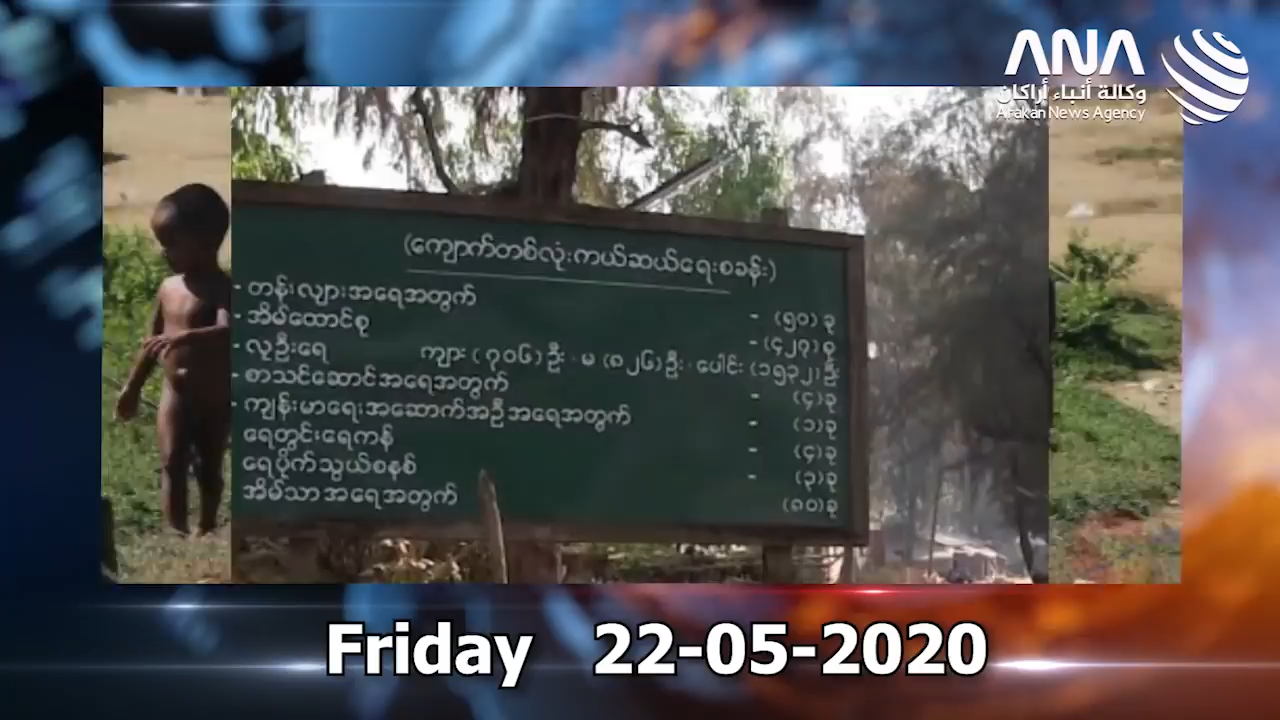 ANA
وكالة أنباء أراكان
Arakan News Agency
(ကျောက်တစ်လုံးကယ်ဆယ်ရေးစခန်း)
- တန်းလျားအရေအတွက် - (၅၀) ခု
- အိမ်ထောင်စု - (၄၂၇) စု
- လူဦးရေ ကျား (၇၀၆) ဦး - မ (၈၂၆) ဦး - ပေါင်း (၁၅၃၂) ဦး
- စာသင်ဆောင်အရေအတွက် - (၄) ခု
- ကျန်းမာရေးအဆောက်အဦအရေအတွက် - (၁) ခု
ရေတွင်းရေကန် - (၄) ခု
ရေပိုက်သွယ်စနစ် - (၃) ခု
အိမ်သာအရေအတွက် (၈၀) ခု
Friday 22-05-2020